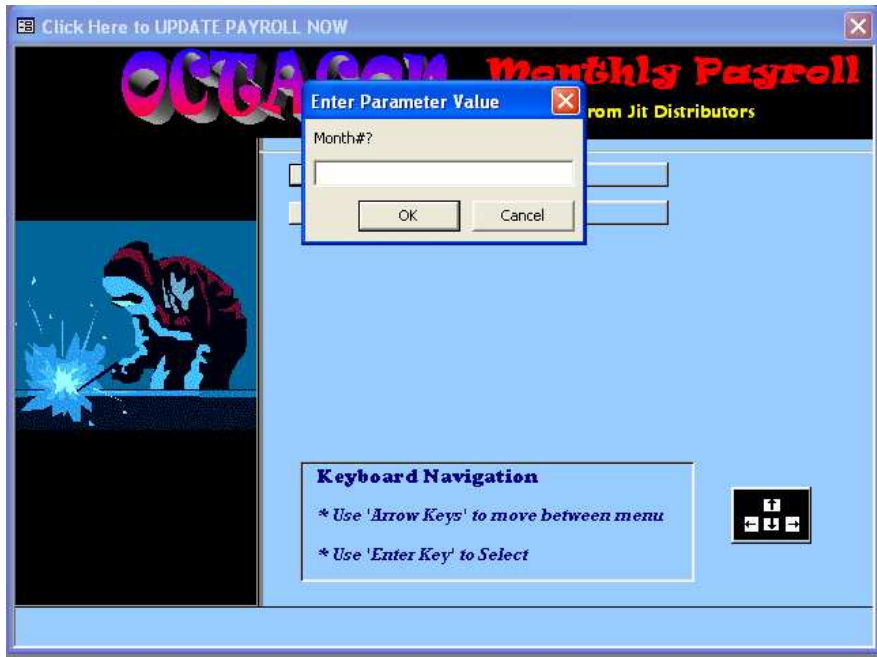 Click Here to UPDATE PAYROLL NOW
OCTAGON Monthly Payroll
Enter Parameter Value
rom Jit Distributors
Month#?
OK Cancel
Keyboard Navigation
* Use 'Arrow Keys' to move between menu
* Use 'Enter Key' to Select